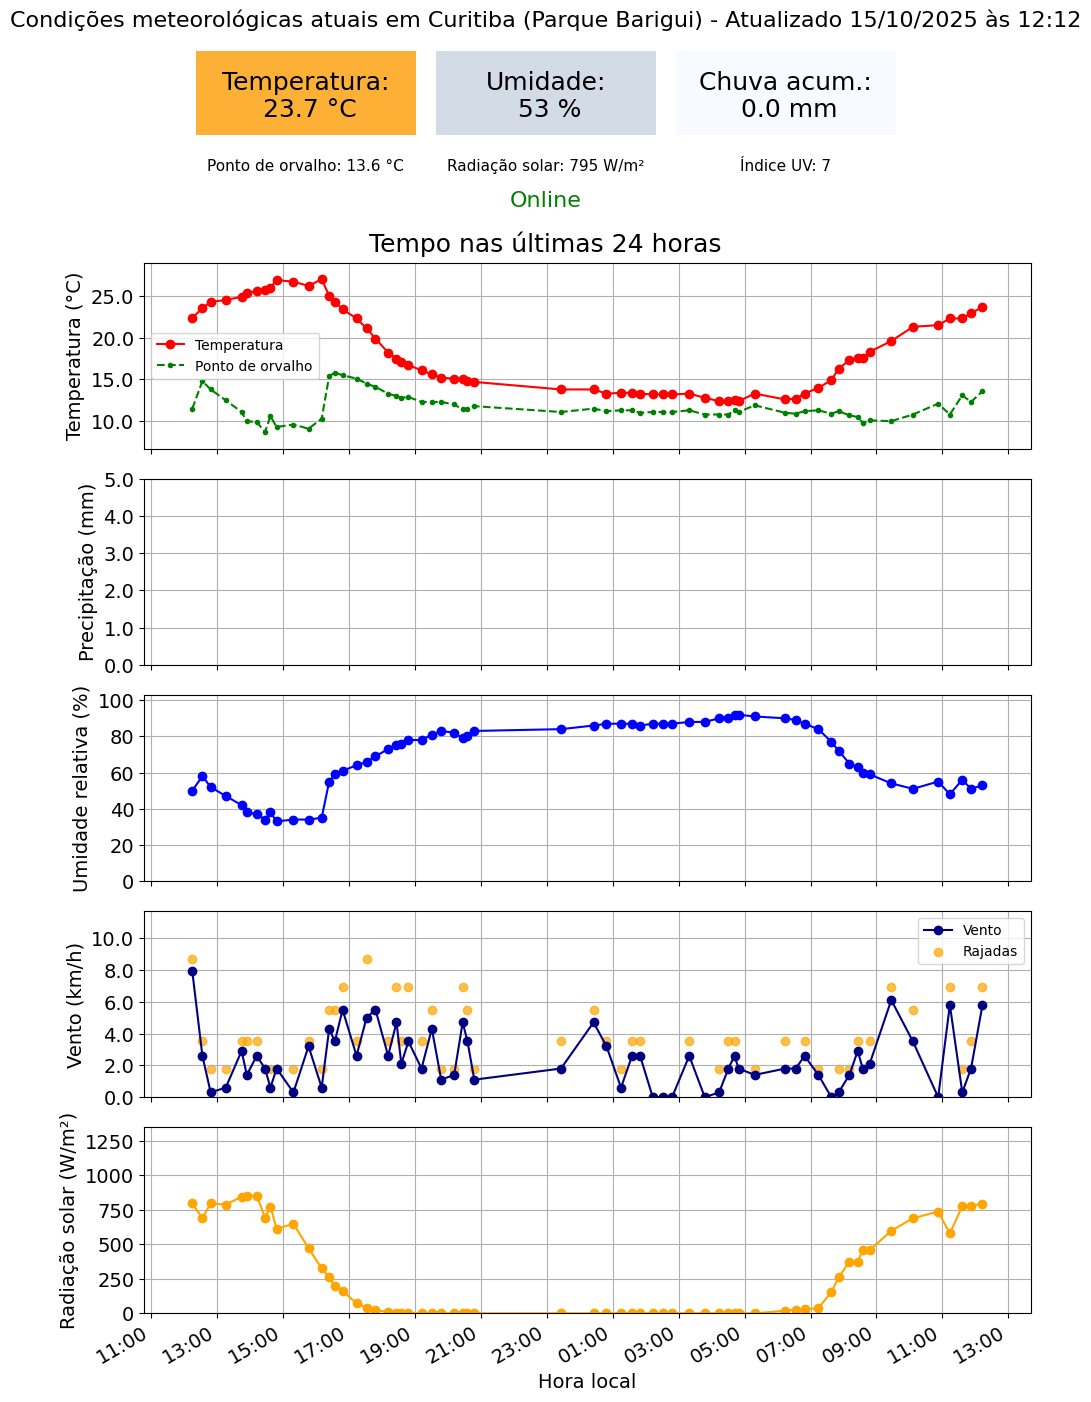 Condições meteorológicas atuais em Curitiba (Parque Barigui) - Atualizado 15/10/2025 às 12:12
Temperatura:
23.7 °C
Umidade:
53 %
Chuva acum.:
0.0 mm
Ponto de orvalho: 13.6 °C
Radiação solar: 795 W/m²
Índice UV: 7
Online
Tempo nas últimas 24 horas
Temperatura (°C)
25.0
20.0
15.0
10.0
Temperatura
Ponto de orvalho
Precipitação (mm)
5.0
4.0
3.0
2.0
1.0
0.0
Umidade relativa (%)
100
80
60
40
20
0
Vento (km/h)
10.0
8.0
6.0
4.0
2.0
0.0
Vento
Rajadas
Radiação solar (W/m²)
1250
1000
750
500
250
0
11:00
13:00
15:00
17:00
19:00
21:00
23:00
01:00
03:00
05:00
07:00
09:00
11:00
13:00
Hora local